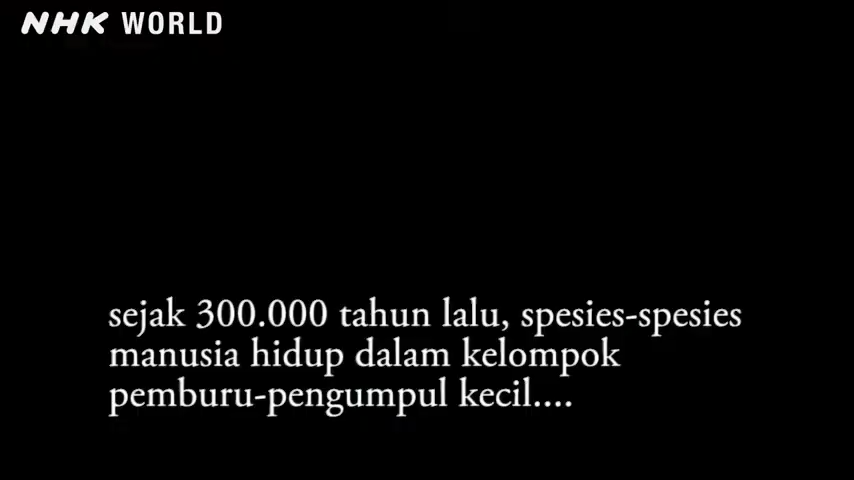 NHK WORLD
sejak 300.000 tahun lalu, spesies-spesies
manusia hidup dalam kelompok
pemburu-pengumpul kecil....